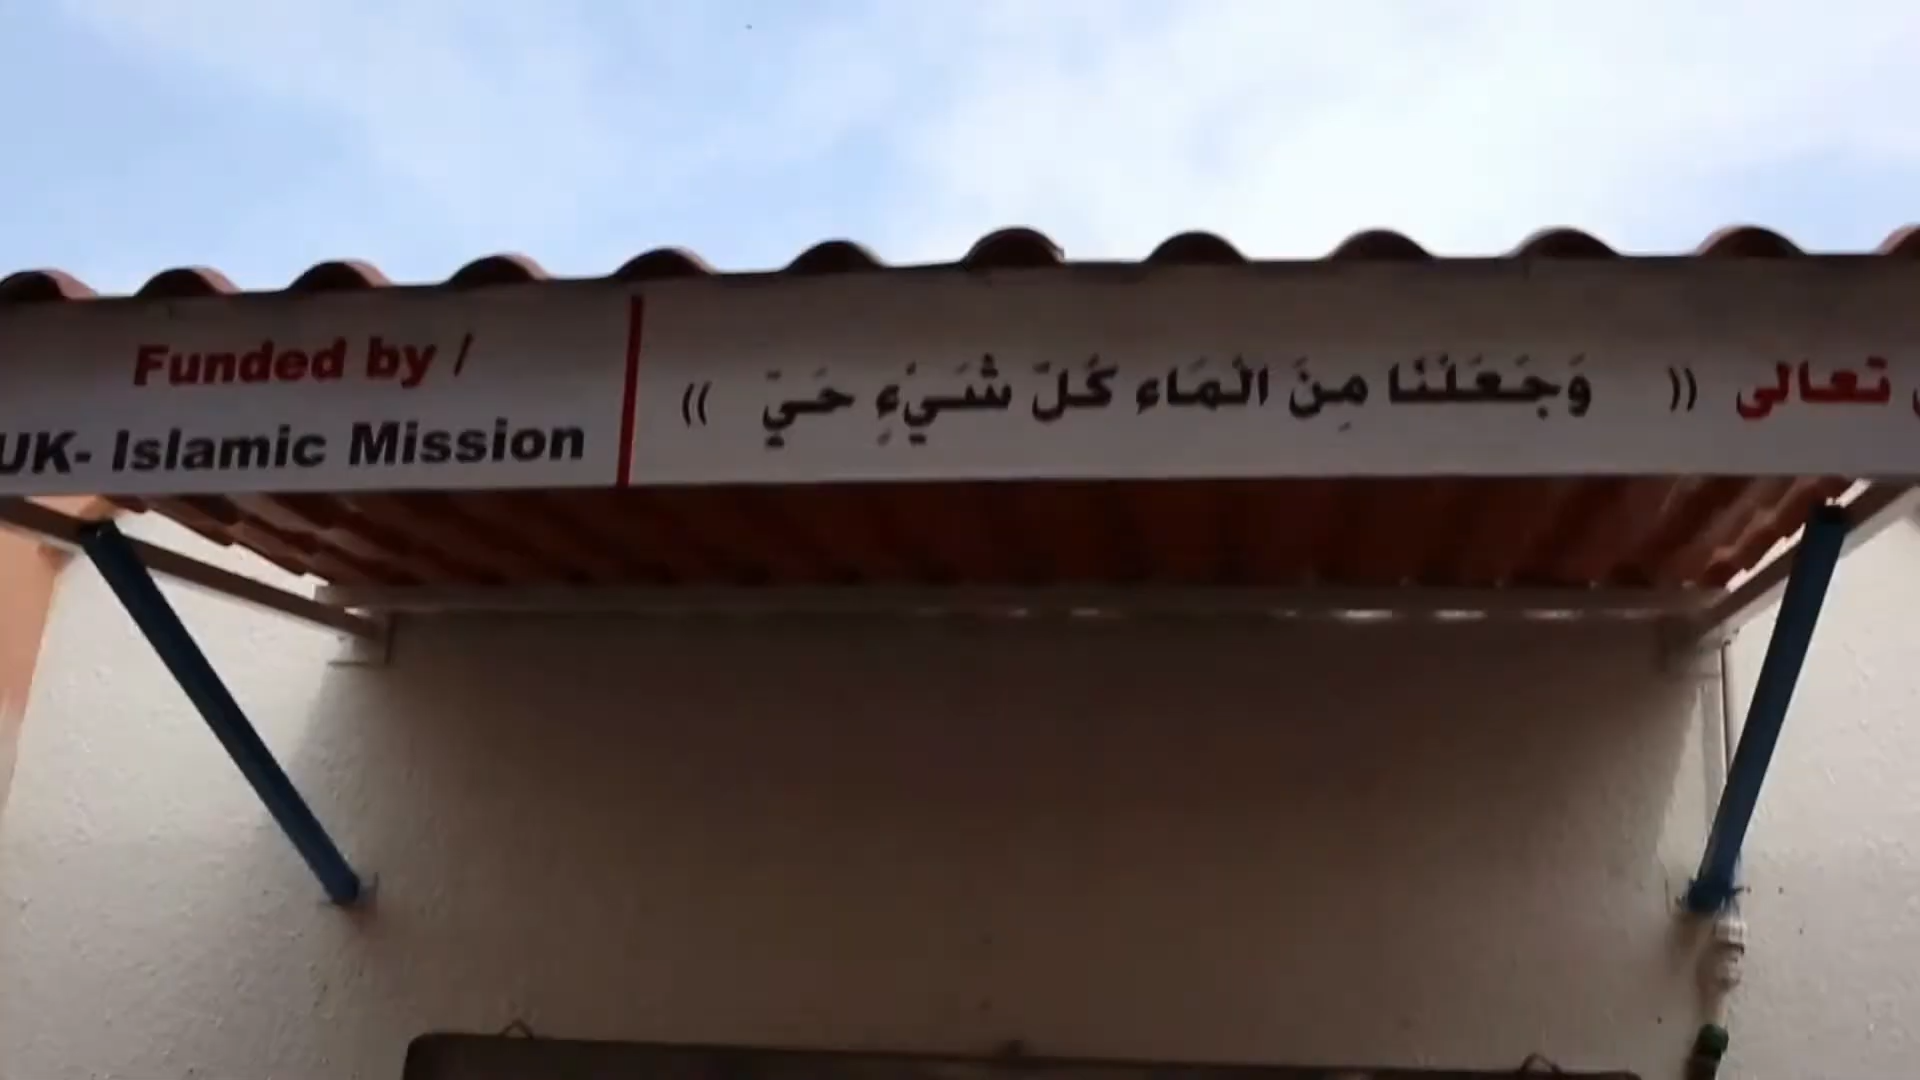 Funded by /
UK- Islamic Mission
تعالى (( وَجَعَلْنَا مِنَ الْمَاءِ كُلَّ شَيْءٍ حَيٍّ ))